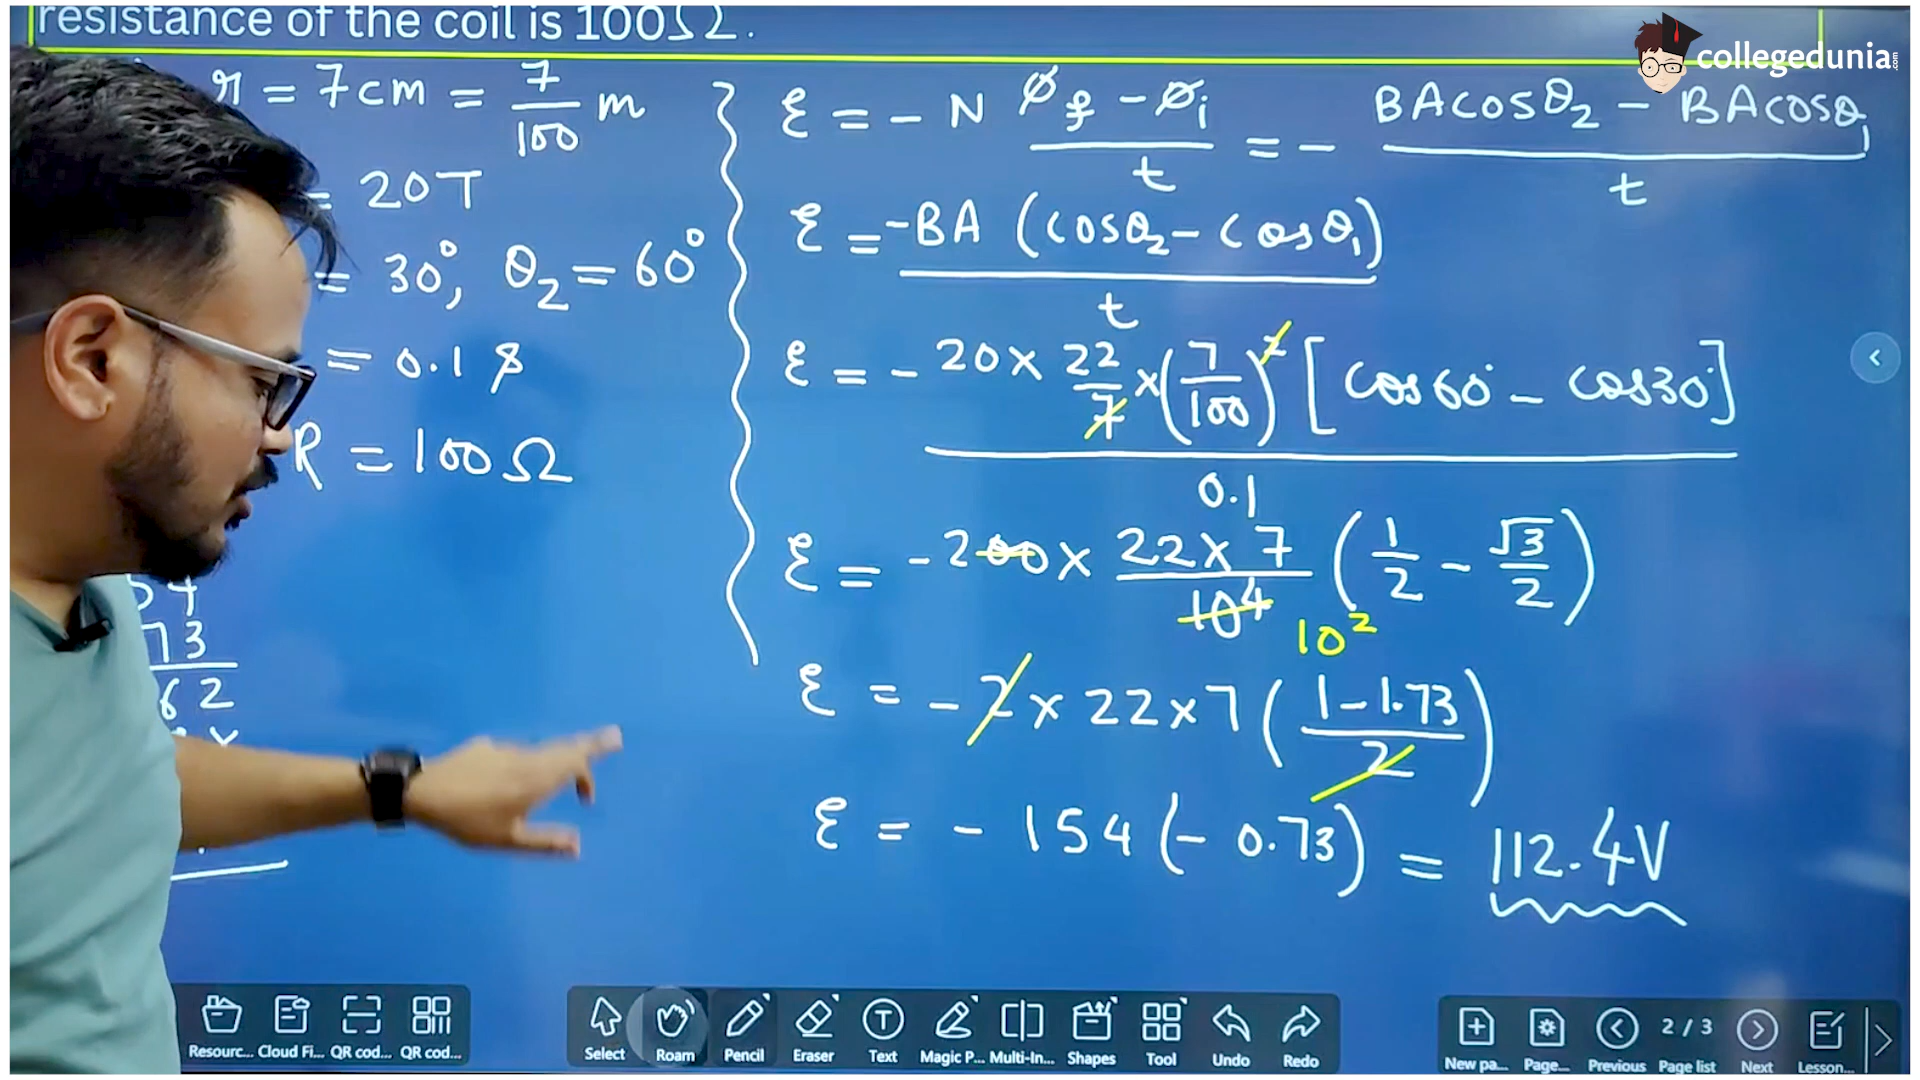 resistance of the coil is 100Ω.
collegedunia
.com
r = 7cm = 7/100 m
= 20T
= 30°, θ₂ = 60°
= 0.1 s
R = 100Ω
54
73
62
ε = - N (ϕf - ϕi)/t = - (BAcosθ₂ - BAcosθ₁)/t
ε = -BA (cosθ₂ - cosθ₁)/t
ε = - 20 × 22/7 × (7/100)² [cos60° - cos30°]/0.1
ε = -200 × 22×7/10⁴ (1/2 - √3/2)
10²
ε = - 2 × 22 × 7 ((1-1.73)/2)
ε = - 154 (- 0.73) = 112.4V
Resourc... Cloud Fi... QR cod... QR cod...
Select Roam Pencil Eraser Text Magic P... Multi-In... Shapes Tool Undo Redo
2 / 3
New pa... Page... Previous Page list Next Lesson...